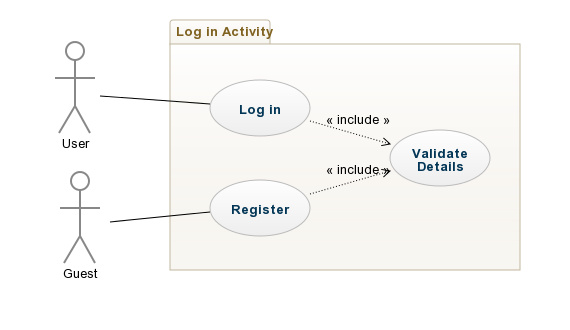 Log in Activity
Log in
« include »
User
Validate
Details
« include »
Register
Guest